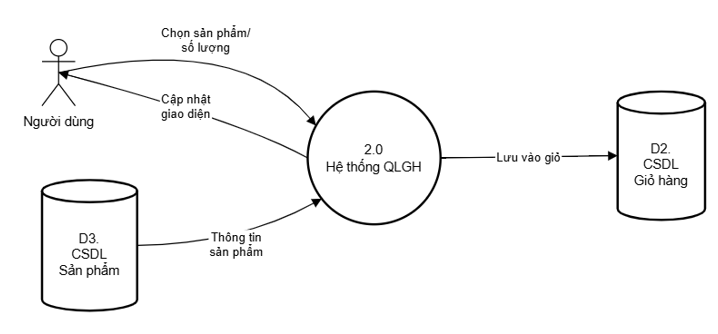 Chọn sản phẩm/
số lượng
Người dùng
Cập nhật
giao diện
2.0
Hệ thống QLGH
Lưu vào giỏ
D2.
CSDL
Giỏ hàng
D3.
CSDL
Sản phẩm
Thông tin
sản phẩm